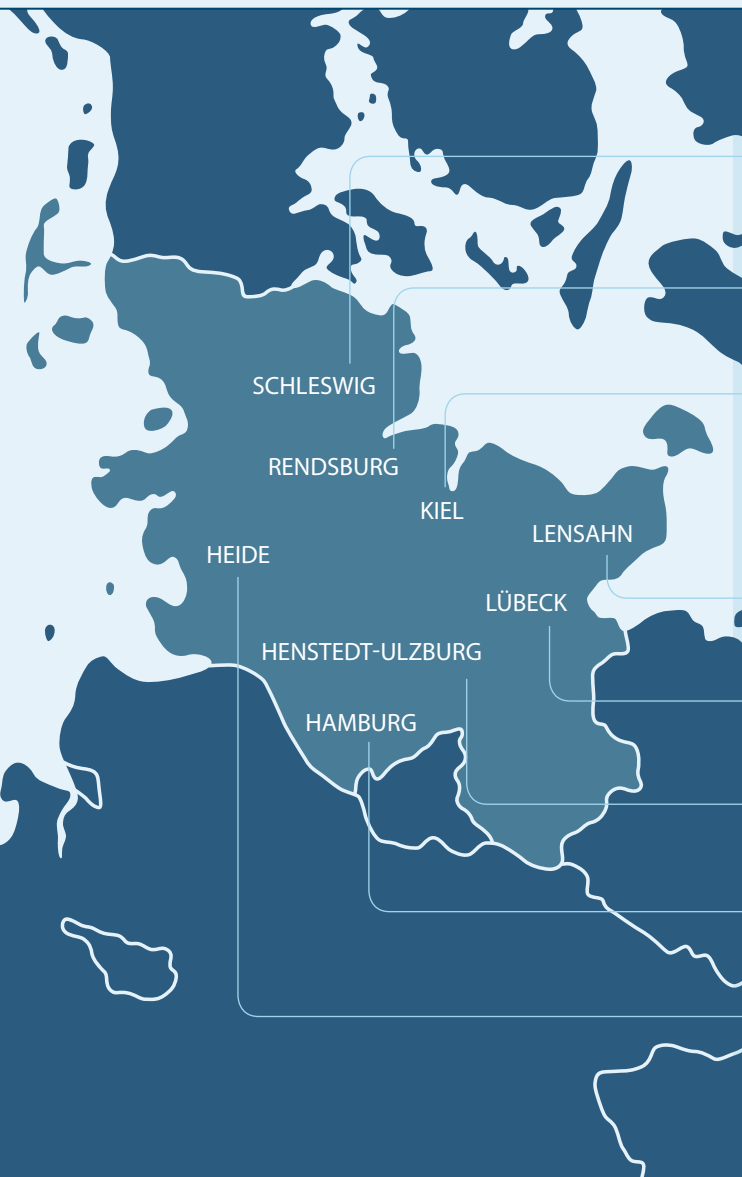 SCHLESWIG
RENDSBURG
KIEL
LENSAHN
HEIDE
LÜBECK
HENSTEDT-ULZBURG
HAMBURG